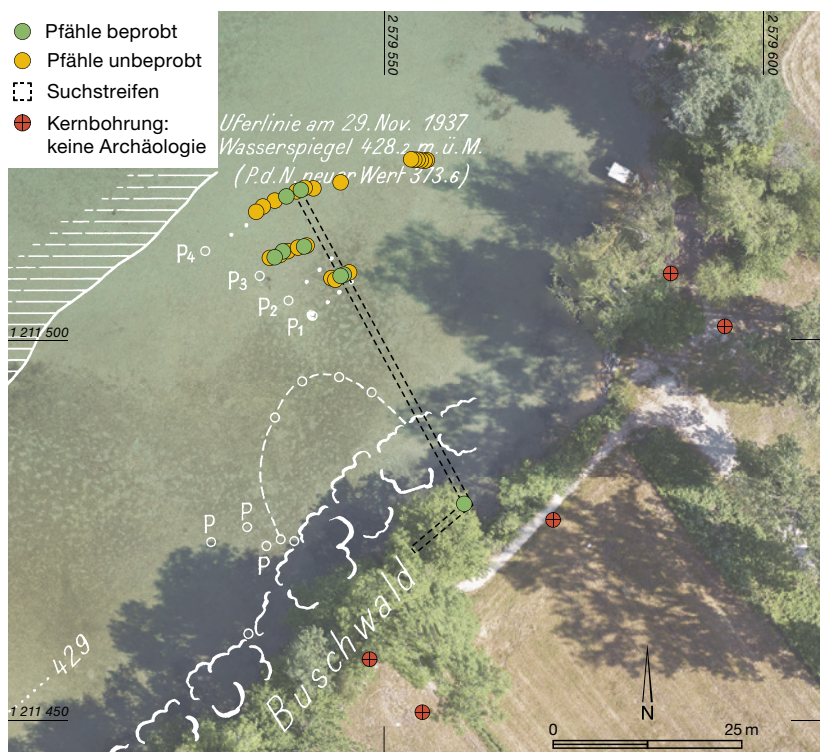 Pfähle beprobt
Pfähle unbeprobt
Suchstreifen
Kernbohrung:
keine Archäologie
2 579 550
2 579 600
Uferlinie am 29. Nov. 1937
Wasserspiegel 428.2 m.ü.M.
(P.d.N. neuer Wert 373.6)
P4
P3
P2
P1
1 211 500
P
P
P
Buschwald
429
1 211 450
N
0
25 m